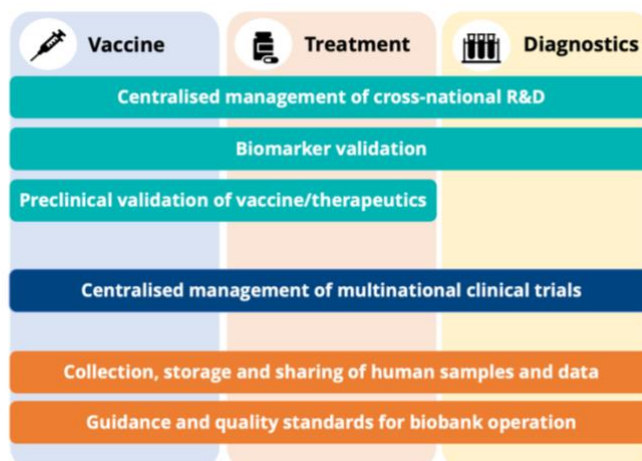 Vaccine
Treatment
Diagnostics
Centralised management of cross-national R&D
Biomarker validation
Preclinical validation of vaccine/therapeutics
Centralised management of multinational clinical trials
Collection, storage and sharing of human samples and data
Guidance and quality standards for biobank operation